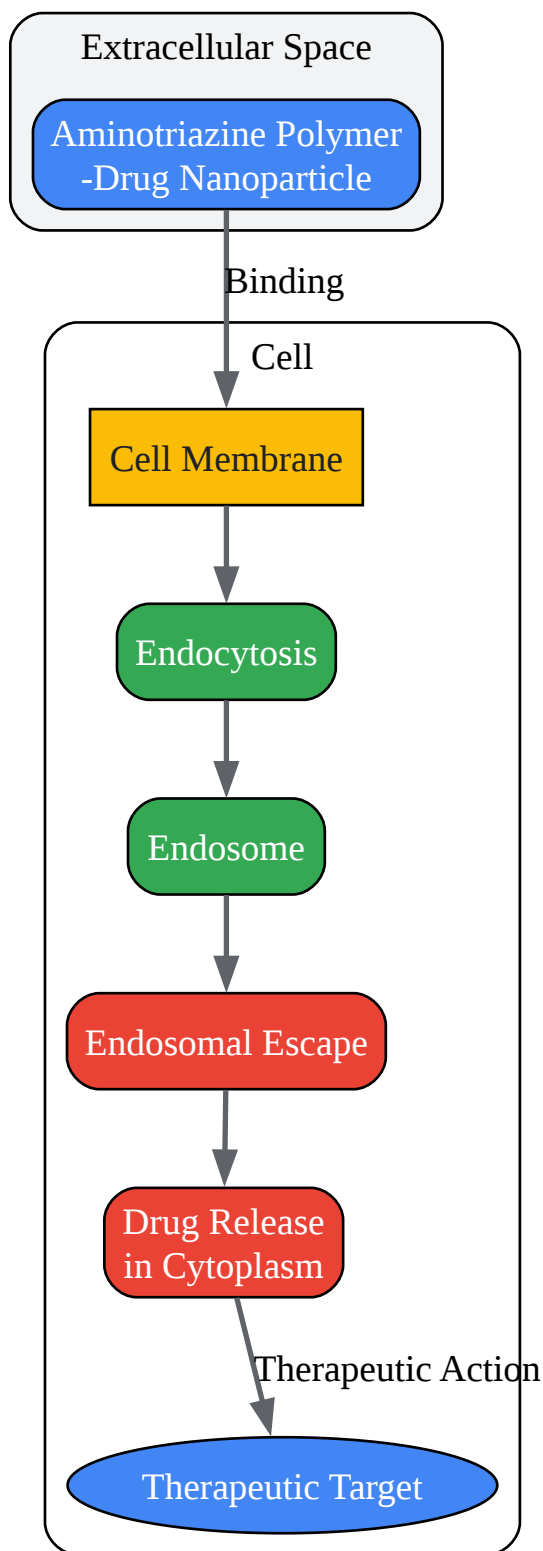 Extracellular Space
Aminotriazine Polymer
-Drug Nanoparticle
Binding
Cell
Cell Membrane
Endocytosis
Endosome
Endosomal Escape
Drug Release
in Cytoplasm
Therapeutic Action
Therapeutic Target